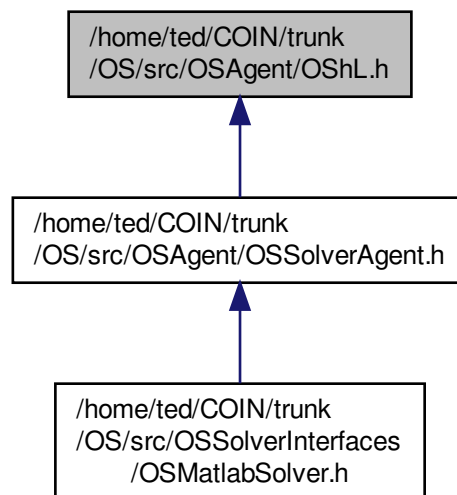 /home/ted/COIN/trunk
/OS/src/OSAgent/OShL.h
/home/ted/COIN/trunk
/OS/src/OSAgent/OSSolverAgent.h
/home/ted/COIN/trunk
/OS/src/OSSolverInterfaces
/OSMatlabSolver.h